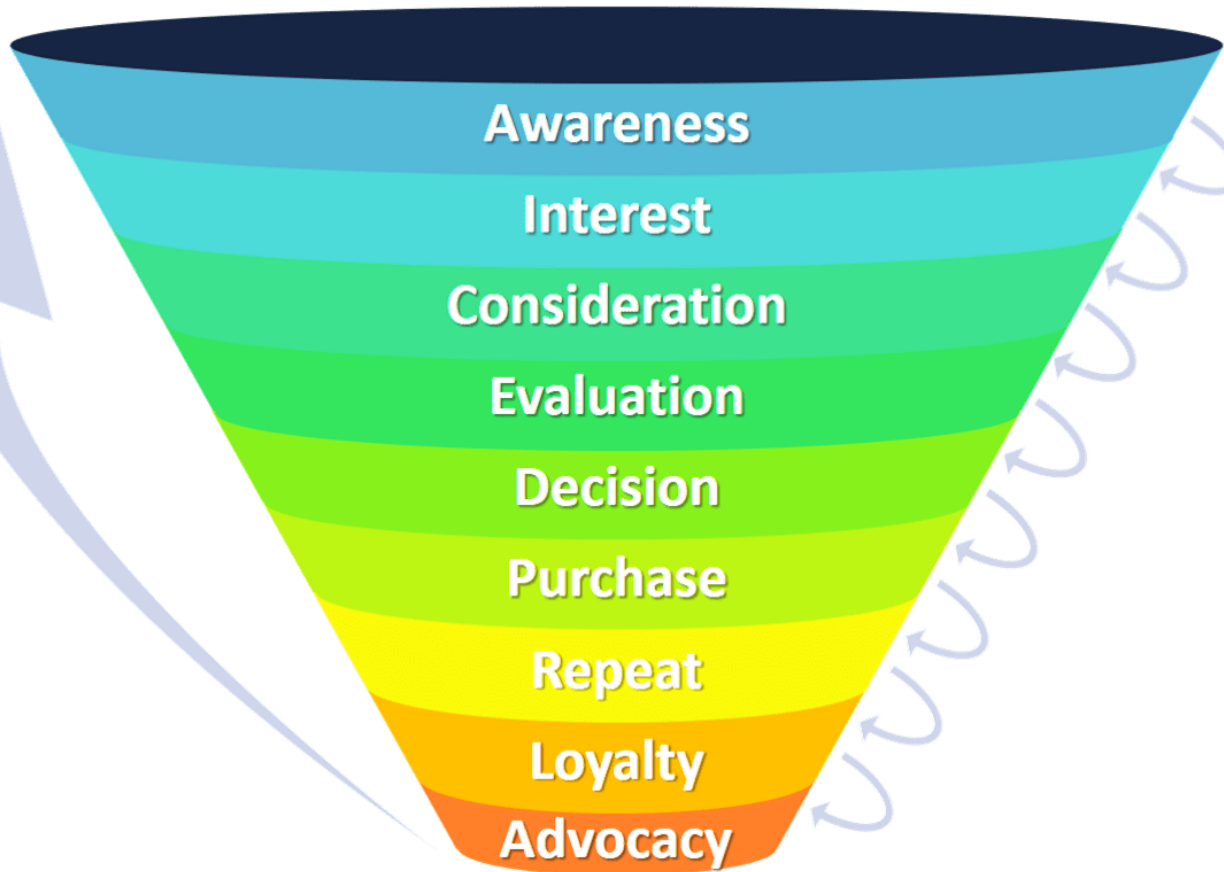 Awareness
Interest
Consideration
Evaluation
Decision
Purchase
Repeat
Loyalty
Advocacy